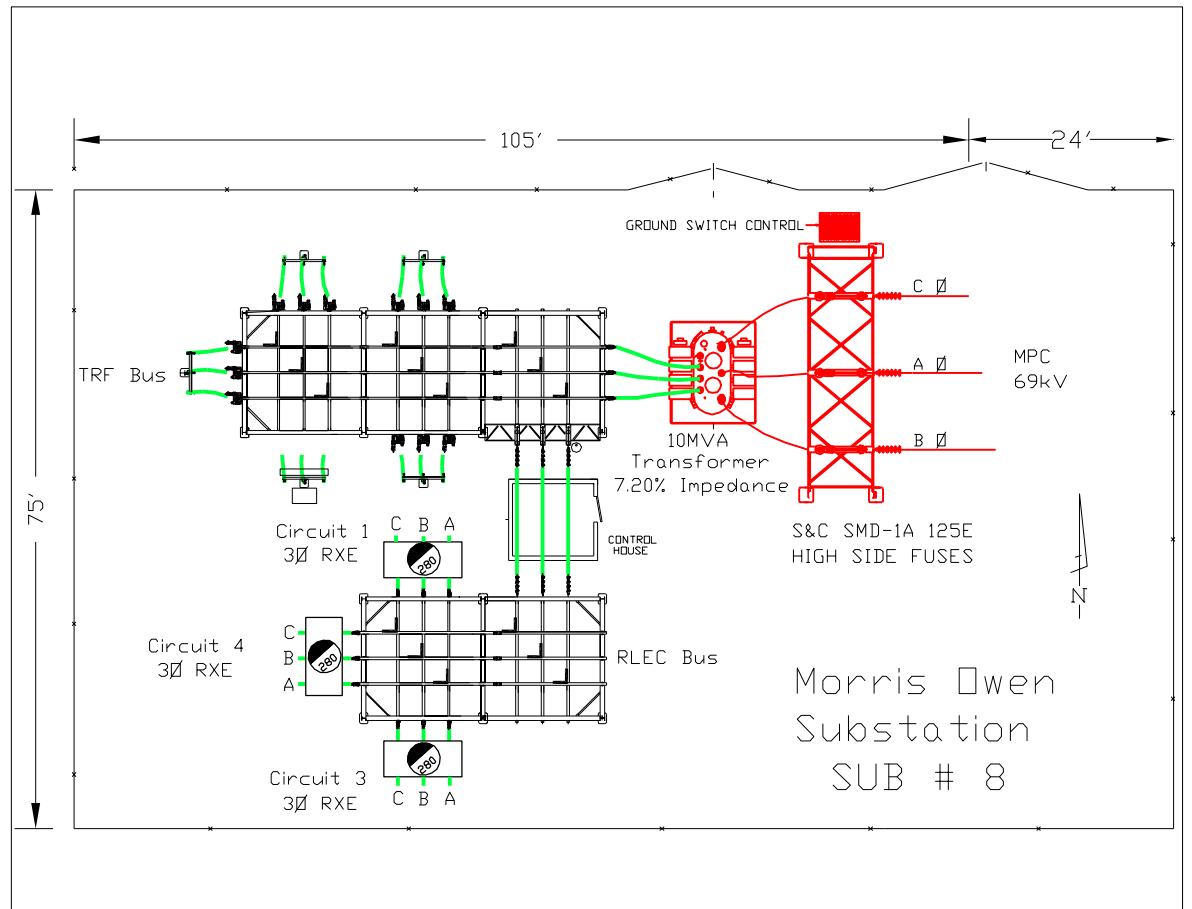 105'
24'
75'
GROUND SWITCH CONTROL
C Ø
A Ø
B Ø
MPC
69kV
TRF Bus
10MVA
Transformer
7.20% Impedance
S&C SMD-1A 125E
HIGH SIDE FUSES
Circuit 1
3Ø RXE
C B A
280
CONTROL
HOUSE
N
Circuit 4
3Ø RXE
C
B
A
280
RLEC Bus
Morris Owen
Substation
SUB # 8
Circuit 3
3Ø RXE
280
C B A